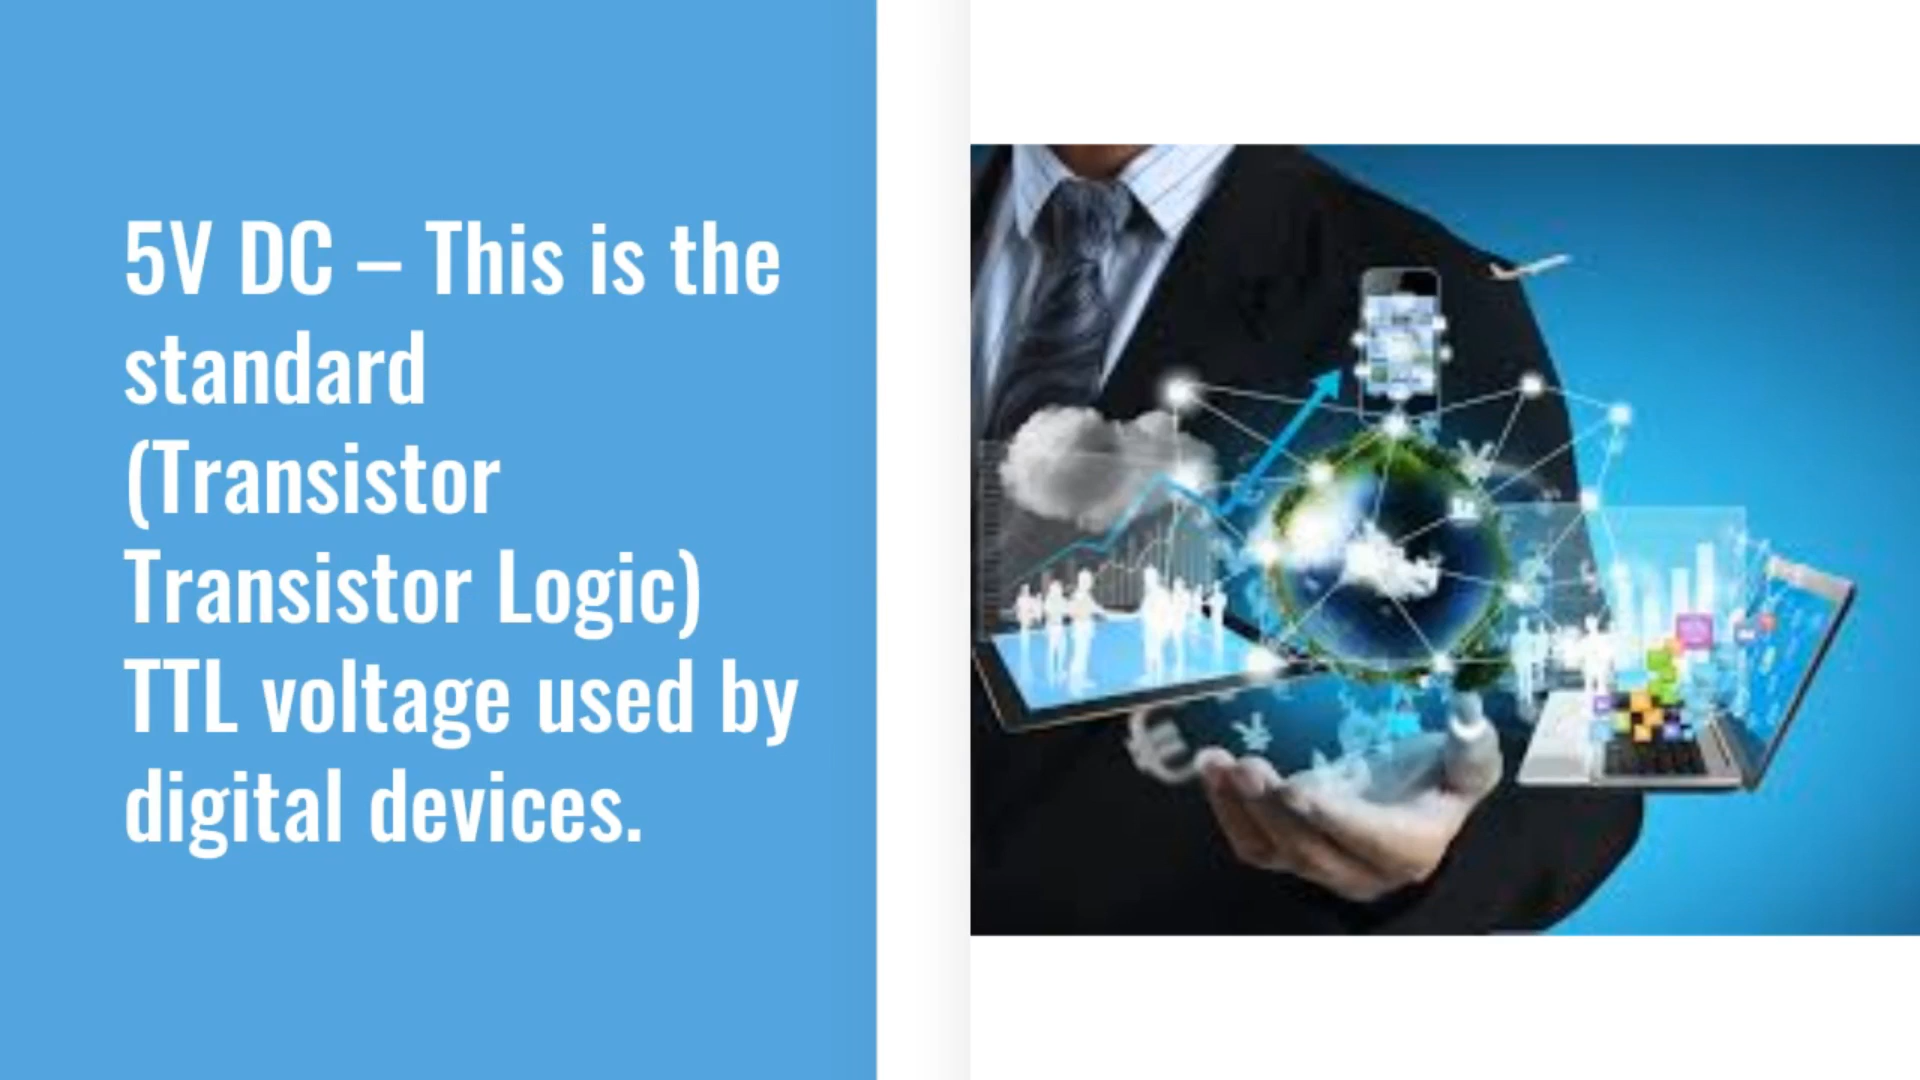 5V DC – This is the
standard
(Transistor
Transistor Logic)
TTL voltage used by
digital devices.